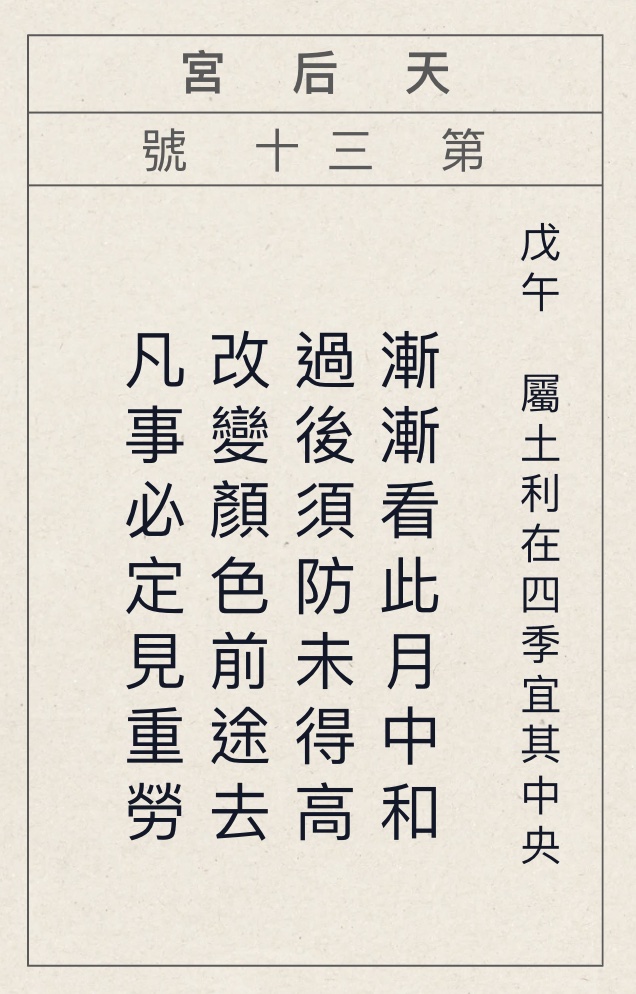 天后宮
第三十號
戊午　屬土利在四季宜其中央
漸漸看此月中和
過後須防未得高
改變顏色前途去
凡事必定見重勞